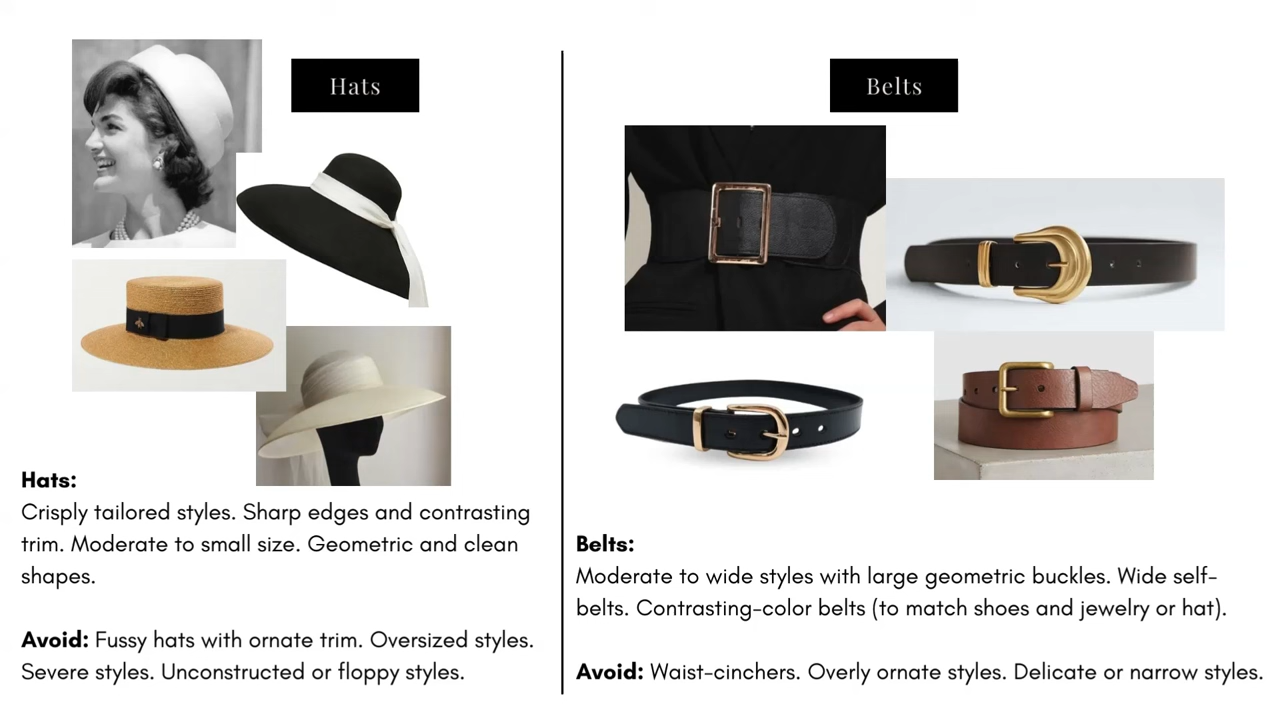 Hats
Hats:
Crisply tailored styles. Sharp edges and contrasting
trim. Moderate to small size. Geometric and clean
shapes.
Avoid: Fussy hats with ornate trim. Oversized styles.
Severe styles. Unconstructed or floppy styles.
Belts
Belts:
Moderate to wide styles with large geometric buckles. Wide self-
belts. Contrasting-color belts (to match shoes and jewelry or hat).
Avoid: Waist-cinchers. Overly ornate styles. Delicate or narrow styles.